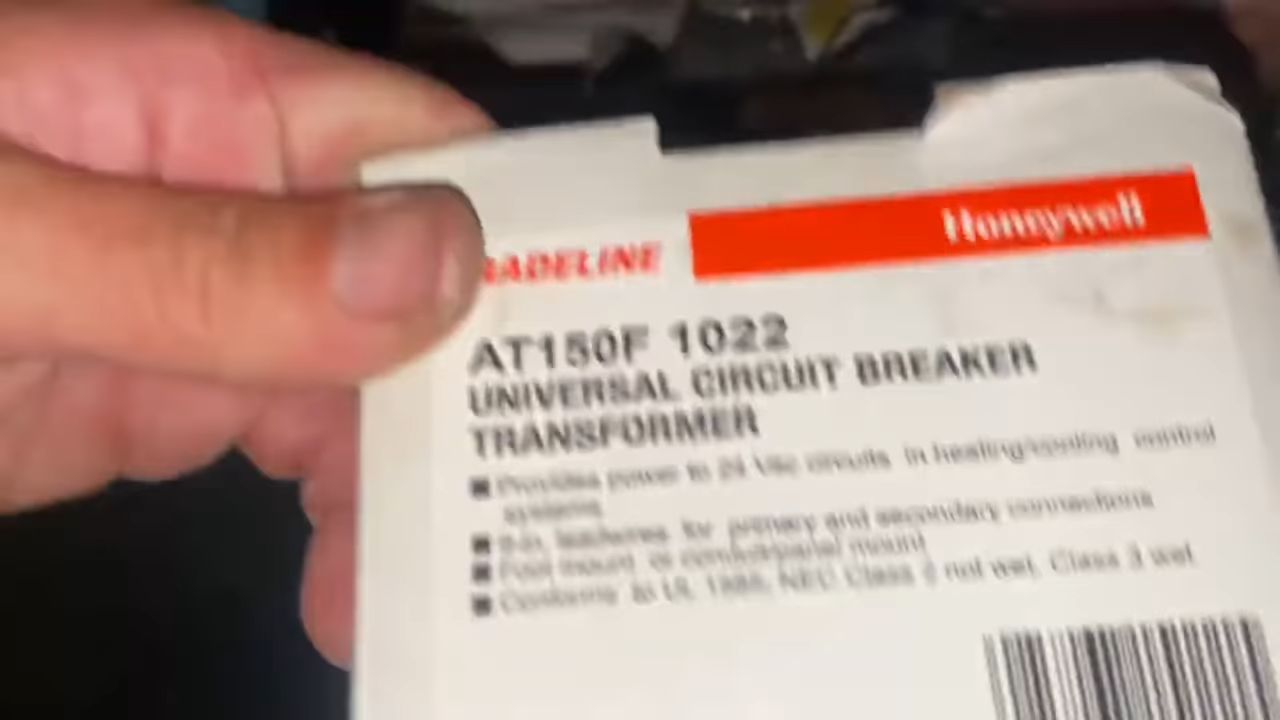 Honeywell
RADELINE
AT150F 1022
UNIVERSAL CIRCUIT BREAKER
TRANSFORMER
■ Provides power to 24 Vac circuits in heating/cooling control
systems
■ leadwires for primary and secondary connections
■ Foot mount or conduit/panel mount
■ Conforms to UL 1585, NEC Class 2 not wet, Class 3 wet